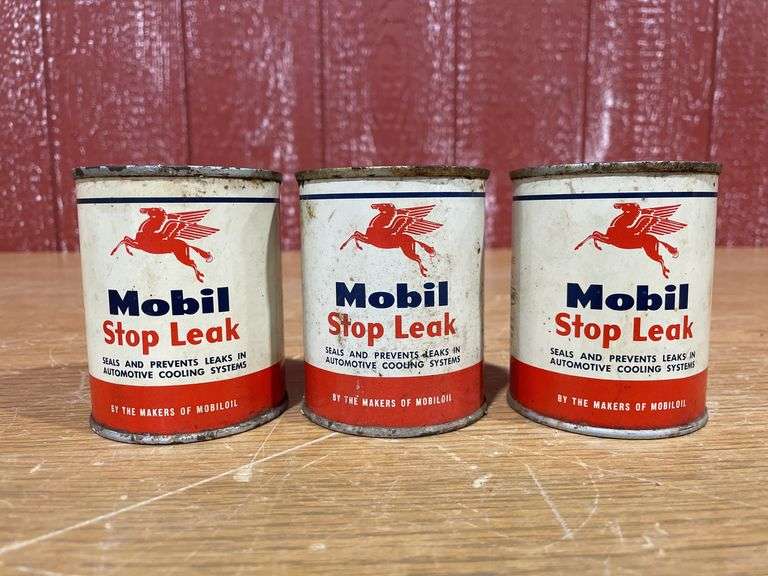 Mobil
Stop Leak
SEALS AND PREVENTS LEAKS IN
AUTOMOTIVE COOLING SYSTEMS
BY THE MAKERS OF MOBILOIL
Mobil
Stop Leak
SEALS AND PREVENTS LEAKS IN
AUTOMOTIVE COOLING SYSTEMS
BY THE MAKERS OF MOBILOIL
Mobil
Stop Leak
SEALS AND PREVENTS LEAKS IN
AUTOMOTIVE COOLING SYSTEMS
BY THE MAKERS OF MOBILOIL